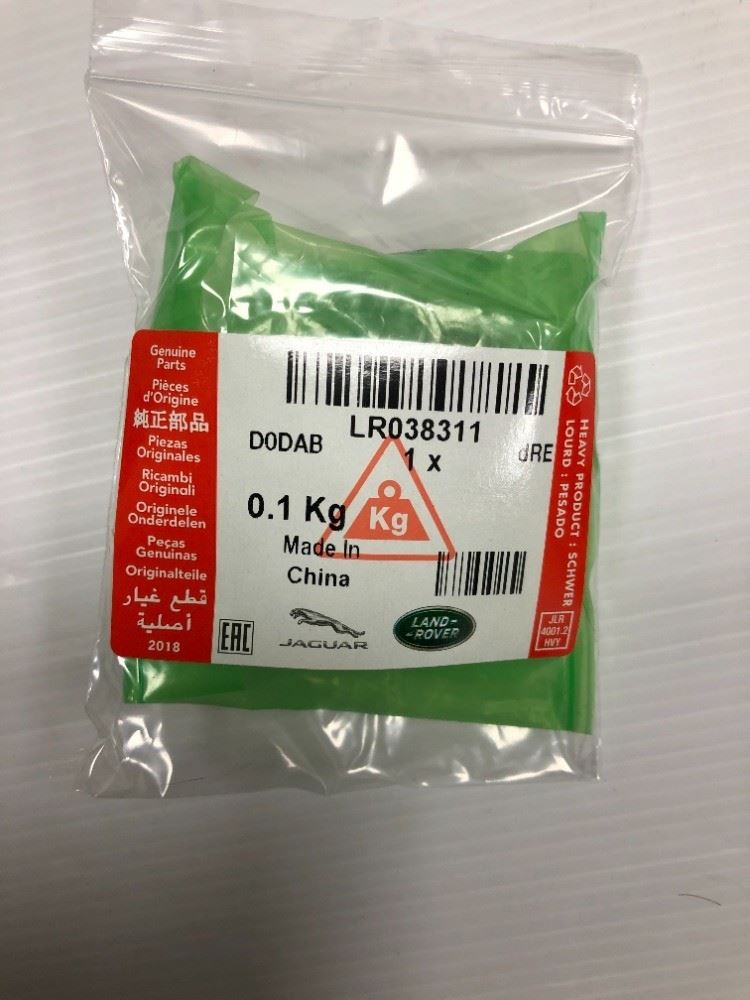 Genuine
Parts
Pièces
d'Origine
純正部品
Piezas
Originales
Ricambi
Originali
Originele
Onderdelen
Peças
Genuinas
Originalteile
قطع غيار
أصلية
2018
LR038311
D0DAB
1 x
JRE
0.1 Kg
Kg
Made In
China
EAC
JAGUAR
LAND-
-ROVER
HEAVY PRODUCT : SCHWER
LOURD : PESADO
JLR
4001.2
HVY